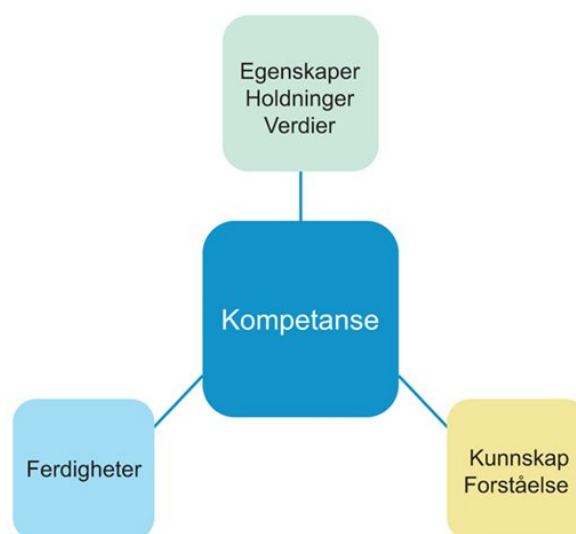 Egenskaper
Holdninger
Verdier
Kompetanse
Ferdigheter
Kunnskap
Forståelse